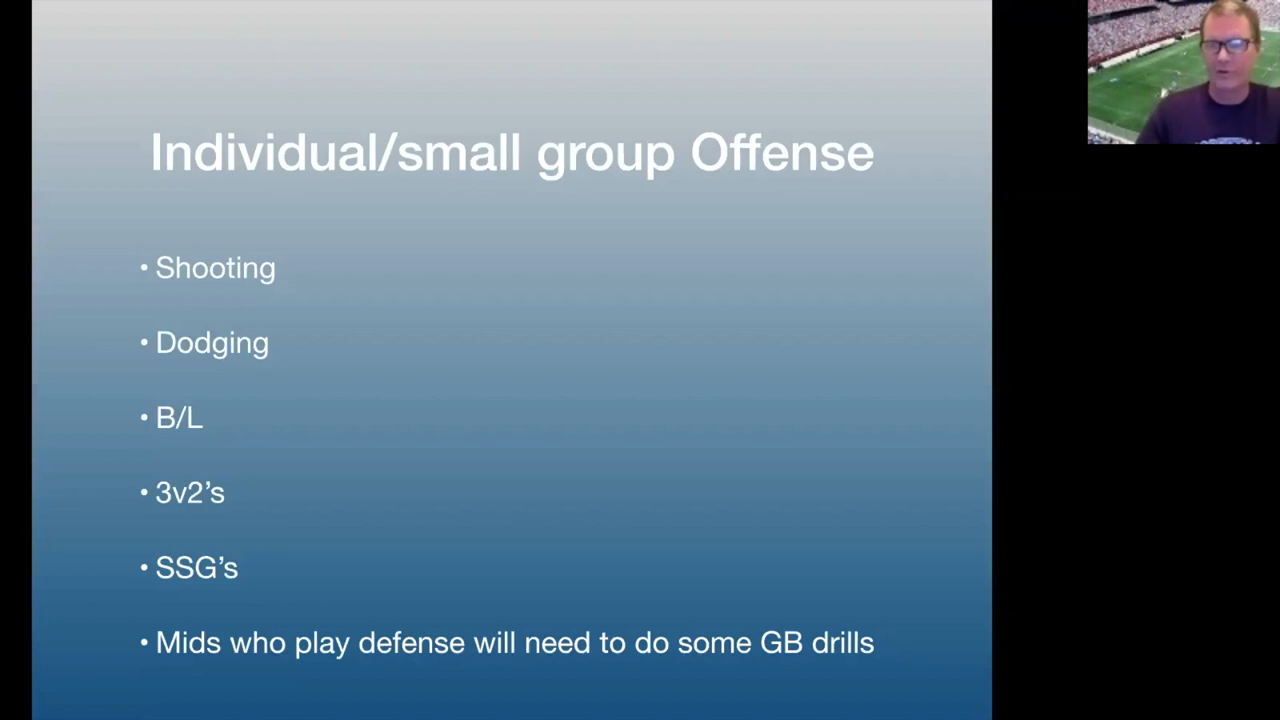 Individual/small group Offense
• Shooting
• Dodging
• B/L
• 3v2’s
• SSG’s
• Mids who play defense will need to do some GB drills